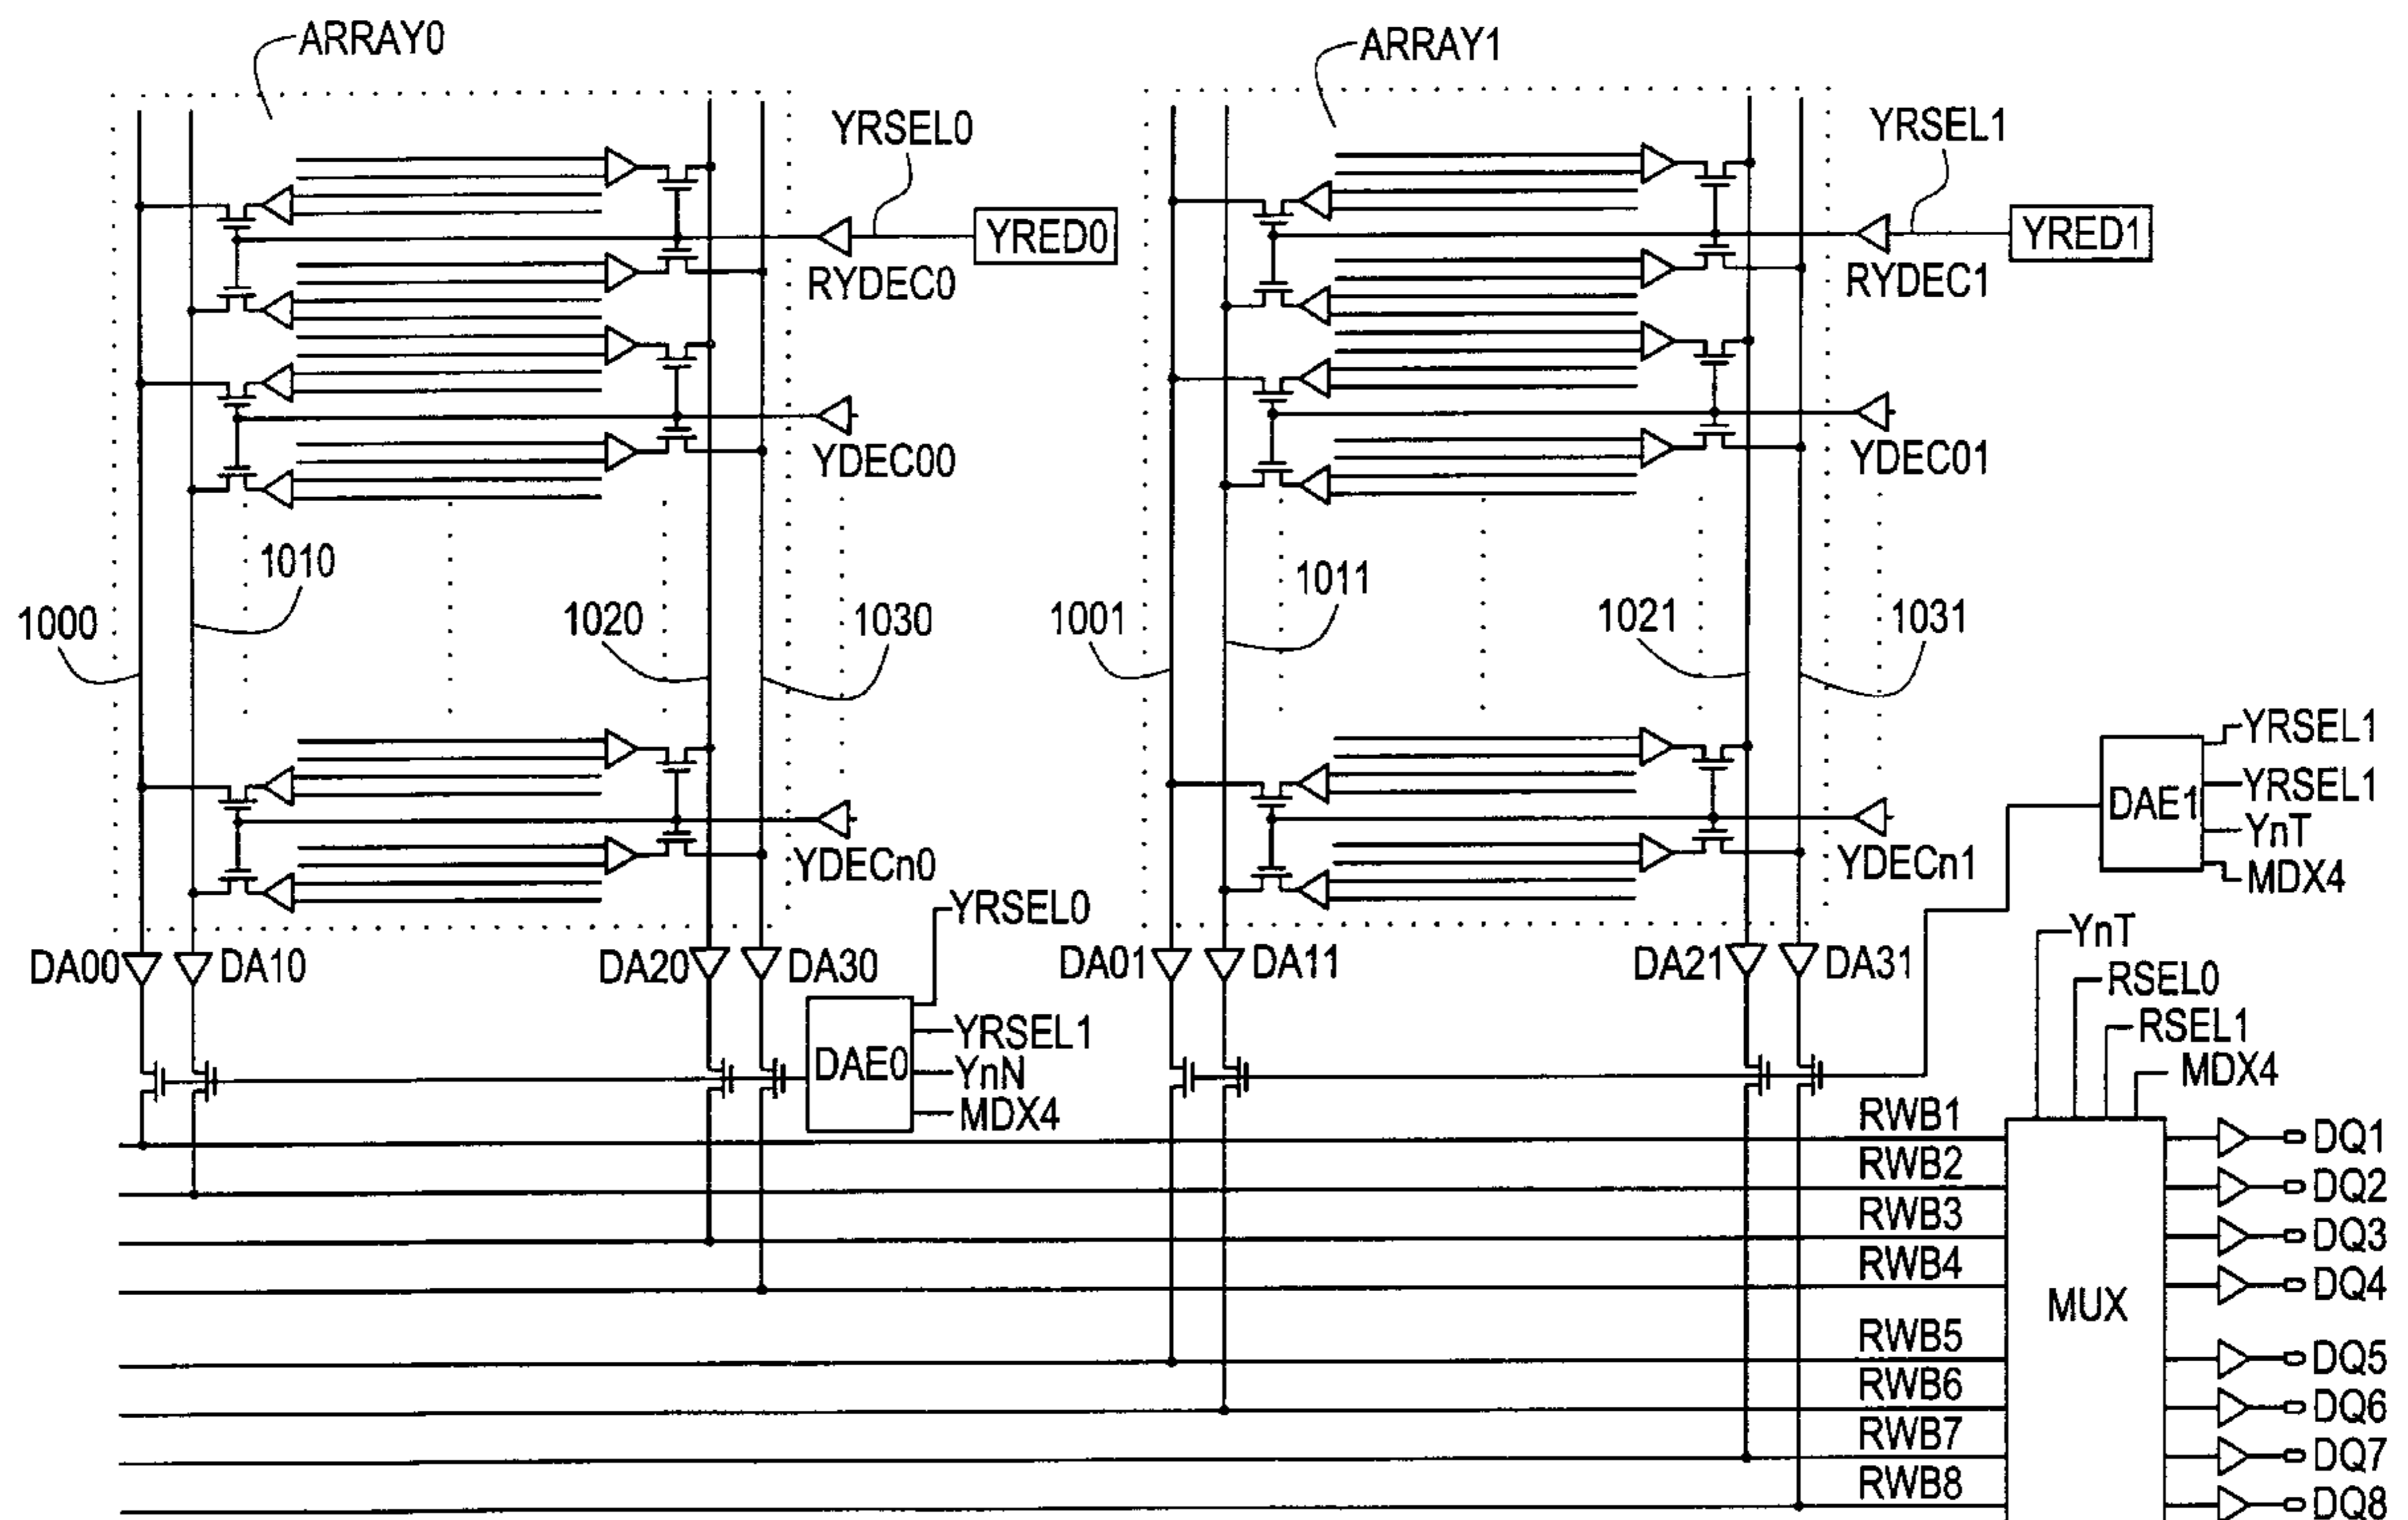 ARRAY0
ARRAY1
YRSEL0
YRSEL1
YRED0
YRED1
RYDEC0
RYDEC1
YDEC00
YDEC01
1010
1011
1000
1020
1030
1001
1021
1031
YRSEL1
YRSEL1
DAE1
YnT
MDX4
YDECn0
YDECn1
YRSEL0
YnT
DA00
DA10
DA20
DA30
DA01
DA11
DA21
DA31
RSEL0
YRSEL1
RSEL1
DAE0
YnN
MDX4
MDX4
RWB1
DQ1
RWB2
DQ2
RWB3
DQ3
RWB4
DQ4
MUX
RWB5
DQ5
RWB6
DQ6
RWB7
DQ7
RWB8
DQ8